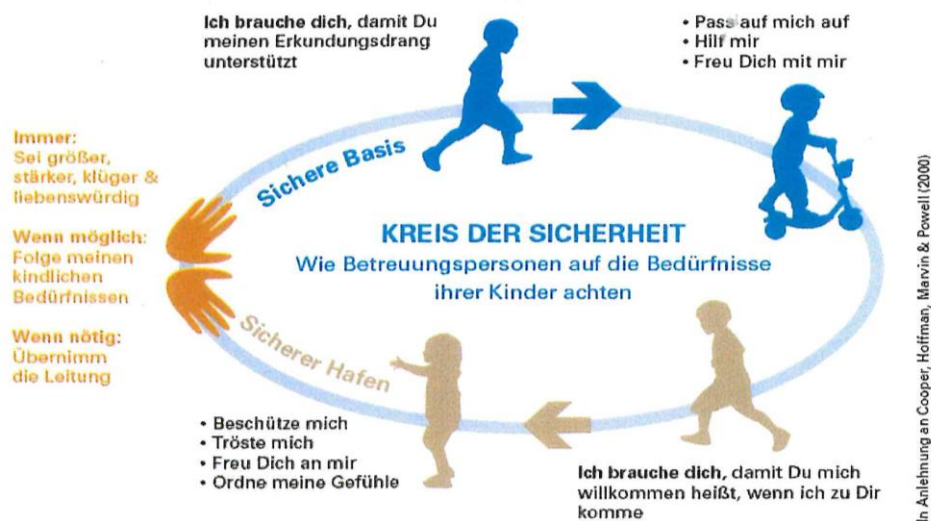 Ich brauche dich, damit Du
meinen Erkundungsdrang
unterstützt
• Pass auf mich auf
• Hilf mir
• Freu Dich mit mir
Immer:
Sei größer,
stärker, klüger &
liebenswürdig
Wenn möglich:
Folge meinen
kindlichen
Bedürfnissen
Wenn nötig:
Übernimm
die Leitung
Sichere Basis
KREIS DER SICHERHEIT
Wie Betreuungspersonen auf die Bedürfnisse
ihrer Kinder achten
Sicherer Hafen
• Beschütze mich
• Tröste mich
• Freu Dich an mir
• Ordne meine Gefühle
Ich brauche dich, damit Du mich
willkommen heißt, wenn ich zu Dir
komme
In Anlehnung an Cooper, Hoffman, Marvin & Powell (2000)